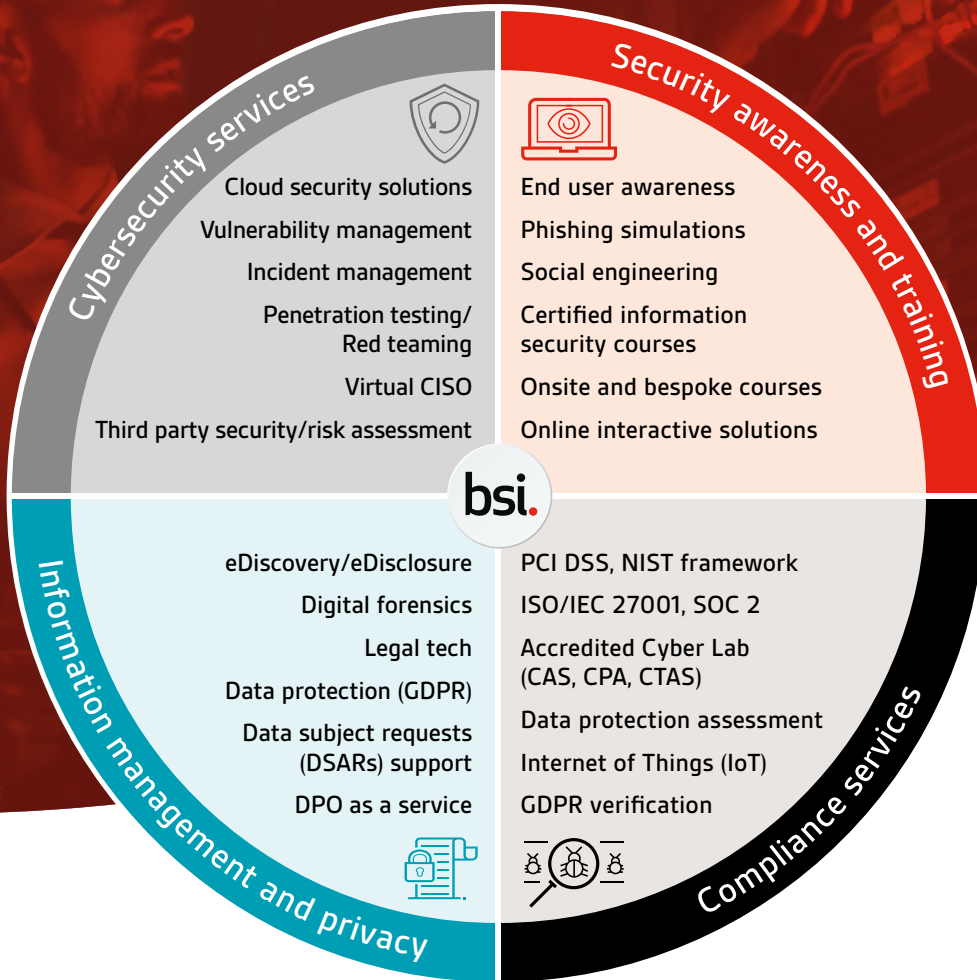 Cybersecurity services
Cloud security solutions
Vulnerability management
Incident management
Penetration testing/
Red teaming
Virtual CISO
Third party security/risk assessment
Security awareness and training
End user awareness
Phishing simulations
Social engineering
Certified information
security courses
Onsite and bespoke courses
Online interactive solutions
bsi.
Information management and privacy
eDiscovery/eDisclosure
Digital forensics
Legal tech
Data protection (GDPR)
Data subject requests
(DSARs) support
DPO as a service
Compliance services
PCI DSS, NIST framework
ISO/IEC 27001, SOC 2
Accredited Cyber Lab
(CAS, CPA, CTAS)
Data protection assessment
Internet of Things (IoT)
GDPR verification